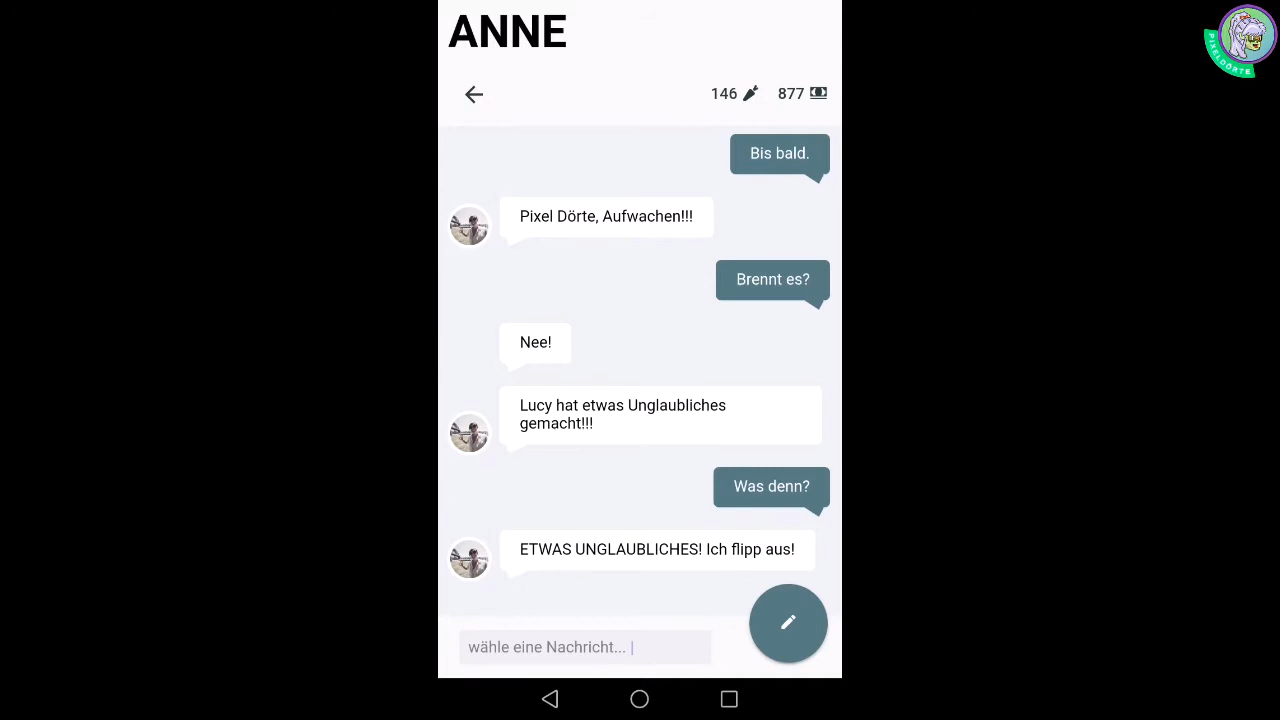 ANNE
PIXELDÖRTE
146 877
Bis bald.
Pixel Dörte, Aufwachen!!!
Brennt es?
Nee!
Lucy hat etwas Unglaubliches
gemacht!!!
Was denn?
ETWAS UNGLAUBLICHES! Ich flipp aus!
wähle eine Nachricht...